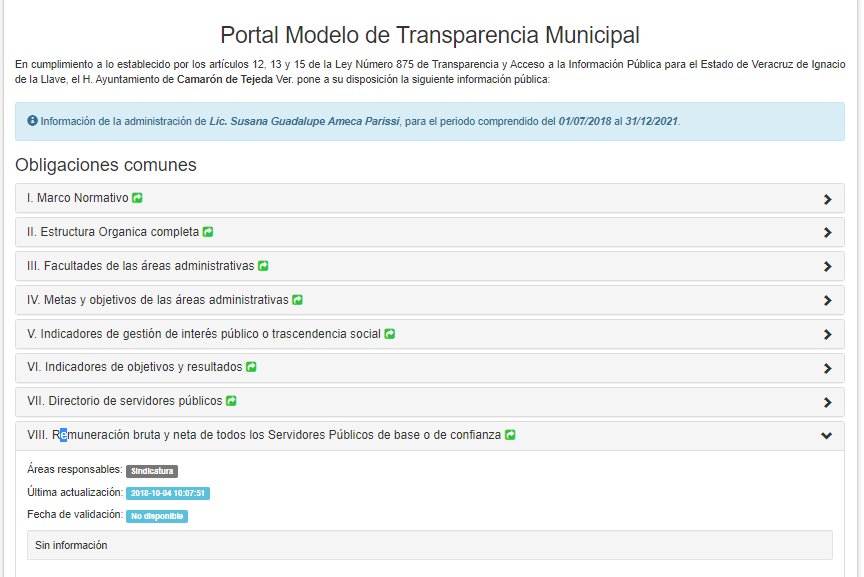 Portal Modelo de Transparencia Municipal
En cumplimiento a lo establecido por los artículos 12, 13 y 15 de la Ley Número 875 de Transparencia y Acceso a la Información Pública para el Estado de Veracruz de Ignacio
de la Llave, el H. Ayuntamiento de Camarón de Tejeda Ver. pone a su disposición la siguiente información pública:
Información de la administración de Lic. Susana Guadalupe Ameca Parissi, para el periodo comprendido del 01/07/2018 al 31/12/2021.
Obligaciones comunes
I. Marco Normativo
II. Estructura Organica completa
III. Facultades de las áreas administrativas
IV. Metas y objetivos de las áreas administrativas
V. Indicadores de gestión de interés público o trascendencia social
VI. Indicadores de objetivos y resultados
VII. Directorio de servidores públicos
VIII. Remuneración bruta y neta de todos los Servidores Públicos de base o de confianza
Áreas responsables: Sindicatura
Última actualización: 2018-10-04 10:07:51
Fecha de validación: No disponible
Sin información